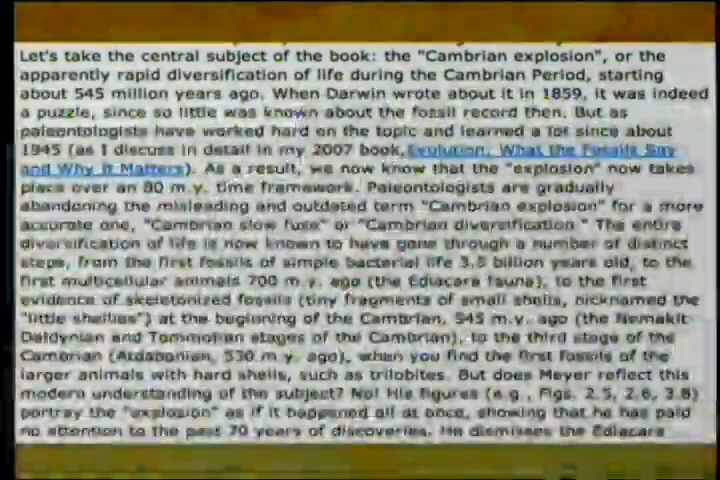 Let's take the central subject of the book: the "Cambrian explosion", or the
apparently rapid diversification of life during the Cambrian Period, starting
about 545 million years ago. When Darwin wrote about it in 1859, it was indeed
a puzzle, since so little was known about the fossil record then. But as
paleontologists have worked hard on the topic and learned a lot since about
1945 (as I discuss in detail in my 2007 book, Evolution: What the Fossils Say
and Why it Matters). As a result, we now know that the "explosion" now takes
place over an 80 m.y. time framework. Paleontologists are gradually
abandoning the misleading and outdated term "Cambrian explosion" for a more
accurate one, "Cambrian slow fuse" or "Cambrian diversification." The entire
diversification of life is now known to have gone through a number of distinct
steps, from the first fossils of simple bacterial life 3.5 billion years old, to the
first multicellular animals 700 m.y. ago (the Ediacara fauna), to the first
evidence of skeletonized fossils (tiny fragments of small shells, nicknamed the
"little shellies") at the beginning of the Cambrian, 545 m.y. ago (the Nemakit-
Daldynian and Tommotian stages of the Cambrian), to the third stage of the
Cambrian (Atdabanian, 530 m.y. ago), when you find the first fossils of the
larger animals with hard shells, such as trilobites. But does Meyer reflect this
modern understanding of the subject? No! His figures (e.g., Figs. 2.5, 2.6, 3.8)
portray the "explosion" as if it happened all at once, showing that he has paid
no attention to the past 70 years of discoveries. He dismisses the Ediacara